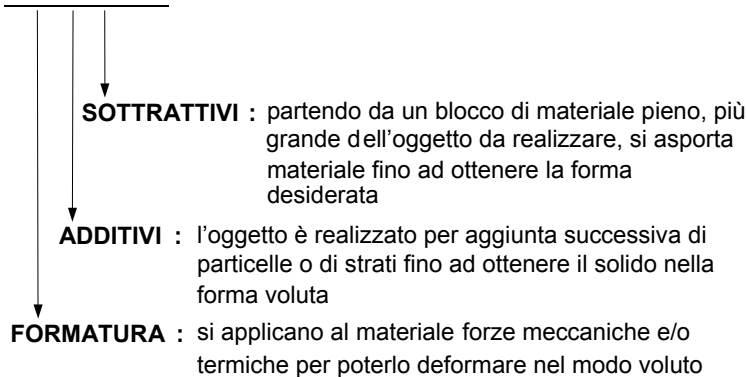 SOTTRATTIVI : partendo da un blocco di materiale pieno, più
grande dell’oggetto da realizzare, si asporta
materiale fino ad ottenere la forma
desiderata
ADDITIVI : l’oggetto è realizzato per aggiunta successiva di
particelle o di strati fino ad ottenere il solido nella
forma voluta
FORMATURA : si applicano al materiale forze meccaniche e/o
termiche per poterlo deformare nel modo voluto